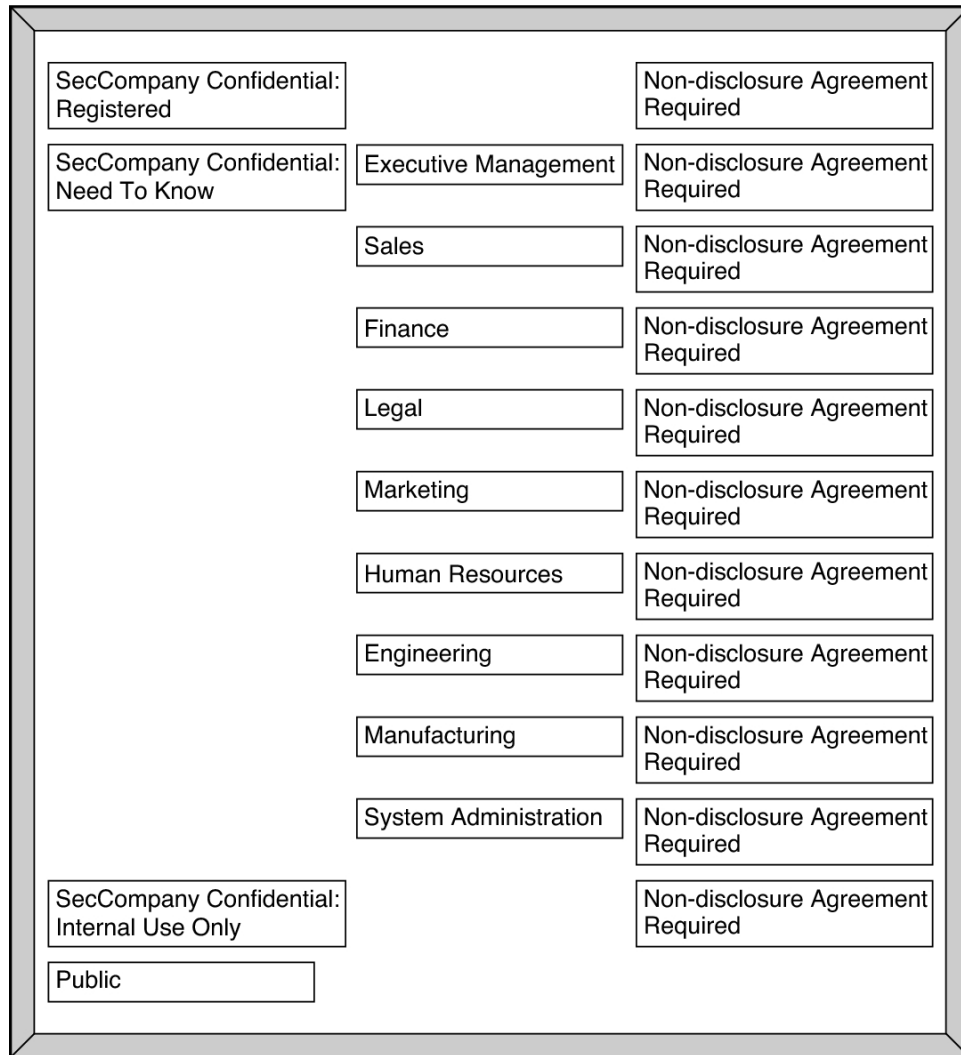 SecCompany Confidential:
Registered
Non-disclosure Agreement
Required
SecCompany Confidential:
Need To Know
Executive Management
Non-disclosure Agreement
Required
Sales
Non-disclosure Agreement
Required
Finance
Non-disclosure Agreement
Required
Legal
Non-disclosure Agreement
Required
Marketing
Non-disclosure Agreement
Required
Human Resources
Non-disclosure Agreement
Required
Engineering
Non-disclosure Agreement
Required
Manufacturing
Non-disclosure Agreement
Required
System Administration
Non-disclosure Agreement
Required
SecCompany Confidential:
Internal Use Only
Non-disclosure Agreement
Required
Public